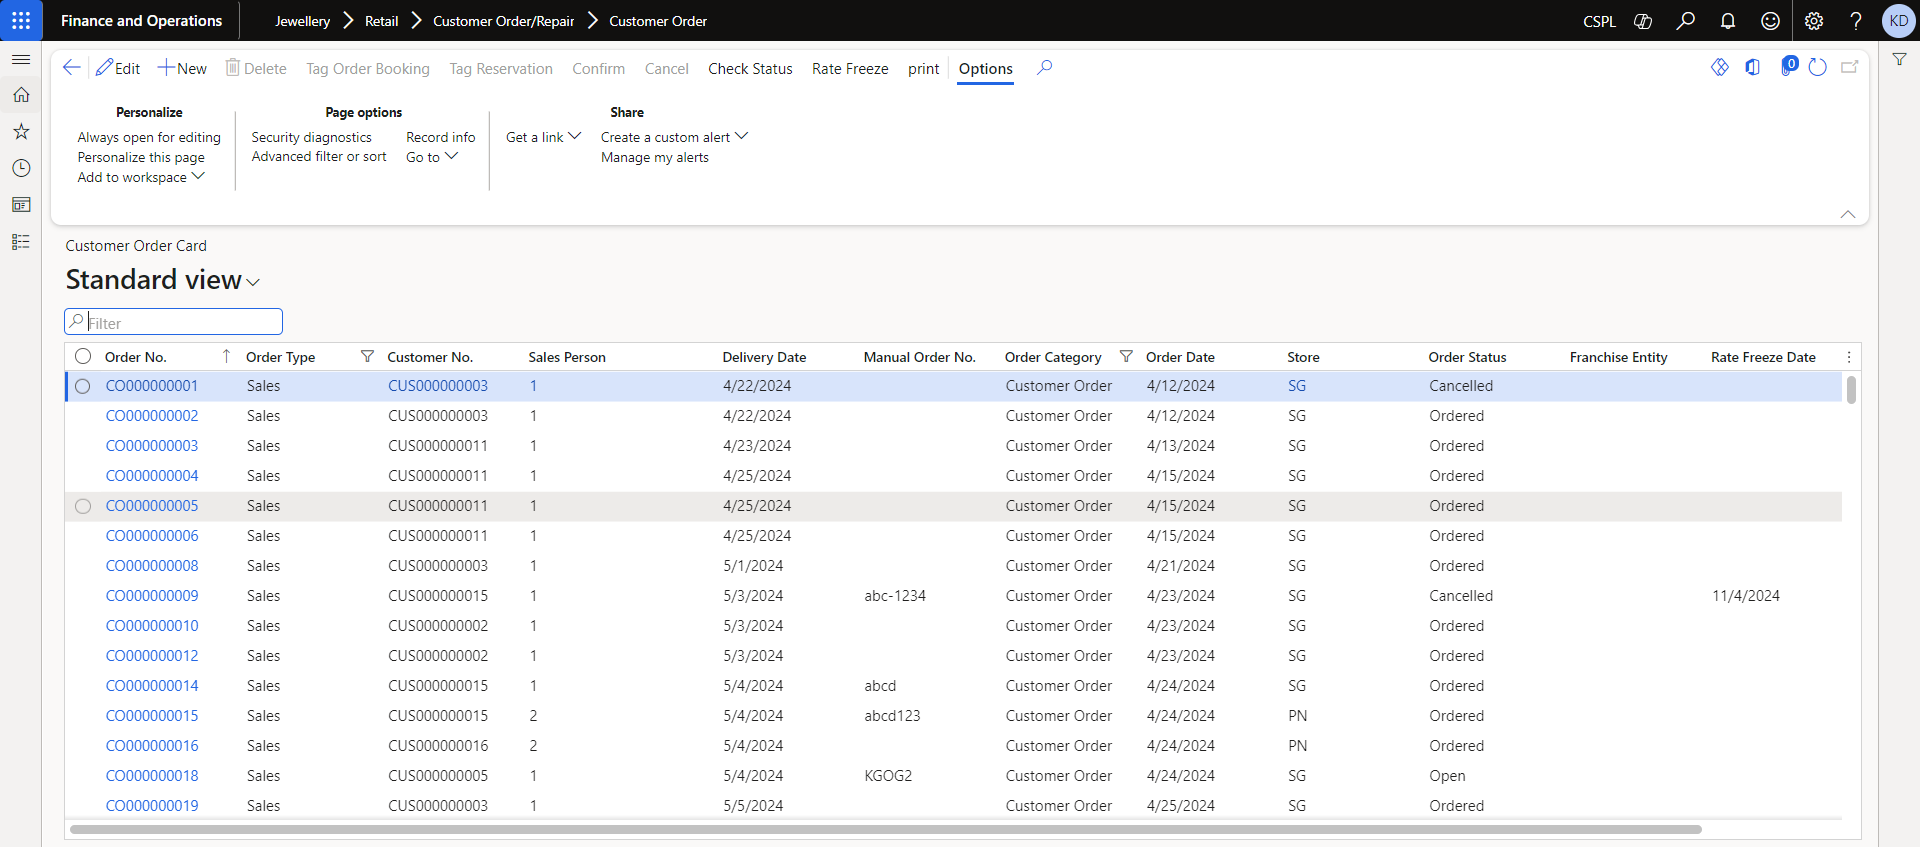 Finance and Operations
Jewellery > Retail > Customer Order/Repair > Customer Order
CSPL
KD
Edit New Delete Tag Order Booking Tag Reservation Confirm Cancel Check Status Rate Freeze print Options
0
Personalize
Always open for editing
Personalize this page
Add to workspace
Page options
Security diagnostics Record info
Advanced filter or sort Go to
Share
Get a link Create a custom alert
Manage my alerts
Customer Order Card
Standard view
Filter
Order No. Order Type Customer No. Sales Person Delivery Date Manual Order No. Order Category Order Date Store Order Status Franchise Entity Rate Freeze Date
CO000000001 Sales CUS000000003 1 4/22/2024 Customer Order 4/12/2024 SG Cancelled
CO000000002 Sales CUS000000003 1 4/22/2024 Customer Order 4/12/2024 SG Ordered
CO000000003 Sales CUS000000011 1 4/23/2024 Customer Order 4/13/2024 SG Ordered
CO000000004 Sales CUS000000011 1 4/25/2024 Customer Order 4/15/2024 SG Ordered
CO000000005 Sales CUS000000011 1 4/25/2024 Customer Order 4/15/2024 SG Ordered
CO000000006 Sales CUS000000011 1 4/25/2024 Customer Order 4/15/2024 SG Ordered
CO000000008 Sales CUS000000003 1 5/1/2024 Customer Order 4/21/2024 SG Ordered
CO000000009 Sales CUS000000015 1 5/3/2024 abc-1234 Customer Order 4/23/2024 SG Cancelled 11/4/2024
CO000000010 Sales CUS000000002 1 5/3/2024 Customer Order 4/23/2024 SG Ordered
CO000000012 Sales CUS000000002 1 5/3/2024 Customer Order 4/23/2024 SG Ordered
CO000000014 Sales CUS000000015 1 5/4/2024 abcd Customer Order 4/24/2024 SG Ordered
CO000000015 Sales CUS000000015 2 5/4/2024 abcd123 Customer Order 4/24/2024 PN Ordered
CO000000016 Sales CUS000000016 2 5/4/2024 Customer Order 4/24/2024 PN Ordered
CO000000018 Sales CUS000000005 1 5/4/2024 KGOG2 Customer Order 4/24/2024 SG Open
CO000000019 Sales CUS000000003 1 5/5/2024 Customer Order 4/25/2024 SG Ordered